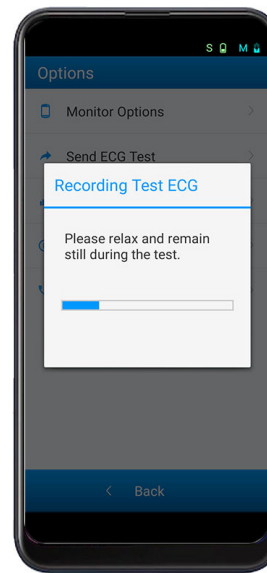 S M
Options
Monitor Options
Send ECG Test
Recording Test ECG
Please relax and remain
still during the test.
Back